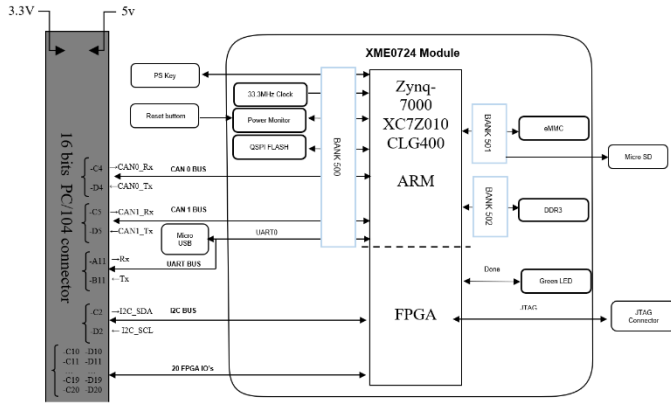 3.3V
5v
XME0724 Module
PS Key
33.3MHz Clock
Reset buttom
Power Monitor
QSPI FLASH
BANK 500
Zynq-
7000
XC7Z010
CLG400
ARM
BANK 501
eMMC
Micro SD
BANK 502
DDR3
16 bits PC/104 connector
-C4 →CAN0_Rx
CAN 0 BUS
-D4 ←CAN0_Tx
-C5 →CAN1_Rx
CAN 1 BUS
-D5 ←CAN1_Tx
Micro
USB
UART0
-A11 →Rx
UART BUS
-B11 ←Tx
Done
Green LED
FPGA
JTAG
JTAG
Connector
-C2 →I2C_SDA
I2C BUS
-D2 ←I2C_SCL
-C10 -D10
-C11 -D11
... ...
-C19 -D19
-C20 -D20
20 FPGA IO's